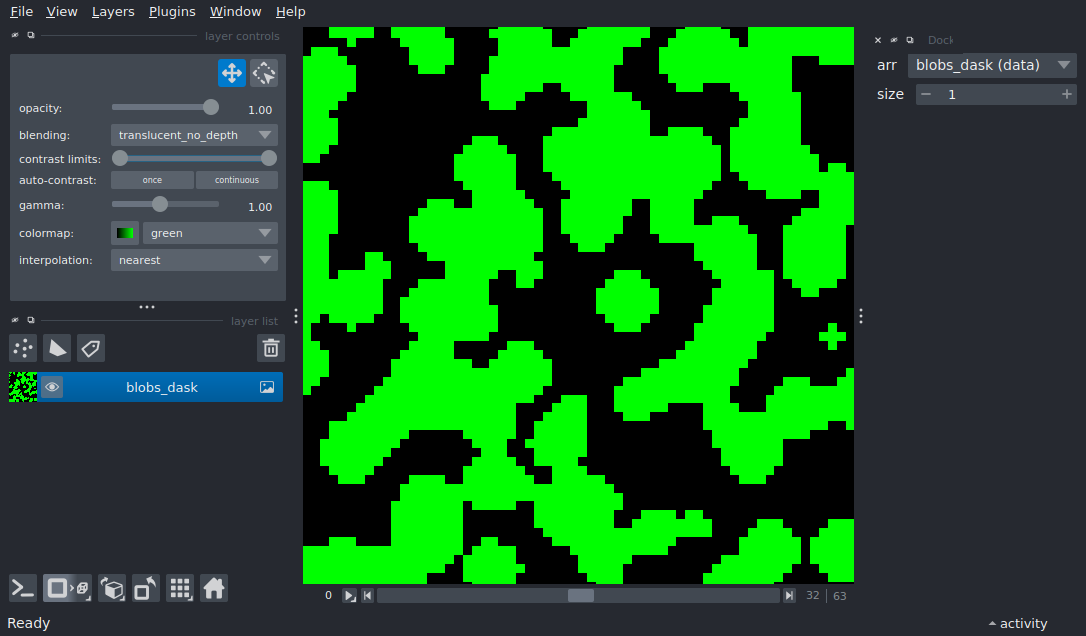 File View Layers Plugins Window Help
layer controls
opacity: 1.00
blending: translucent_no_depth
contrast limits:
auto-contrast: once continuous
gamma: 1.00
colormap: green
interpolation: nearest
layer list
blobs_dask
0 32 63
Ready
Dock
arr blobs_dask (data)
size 1
activity